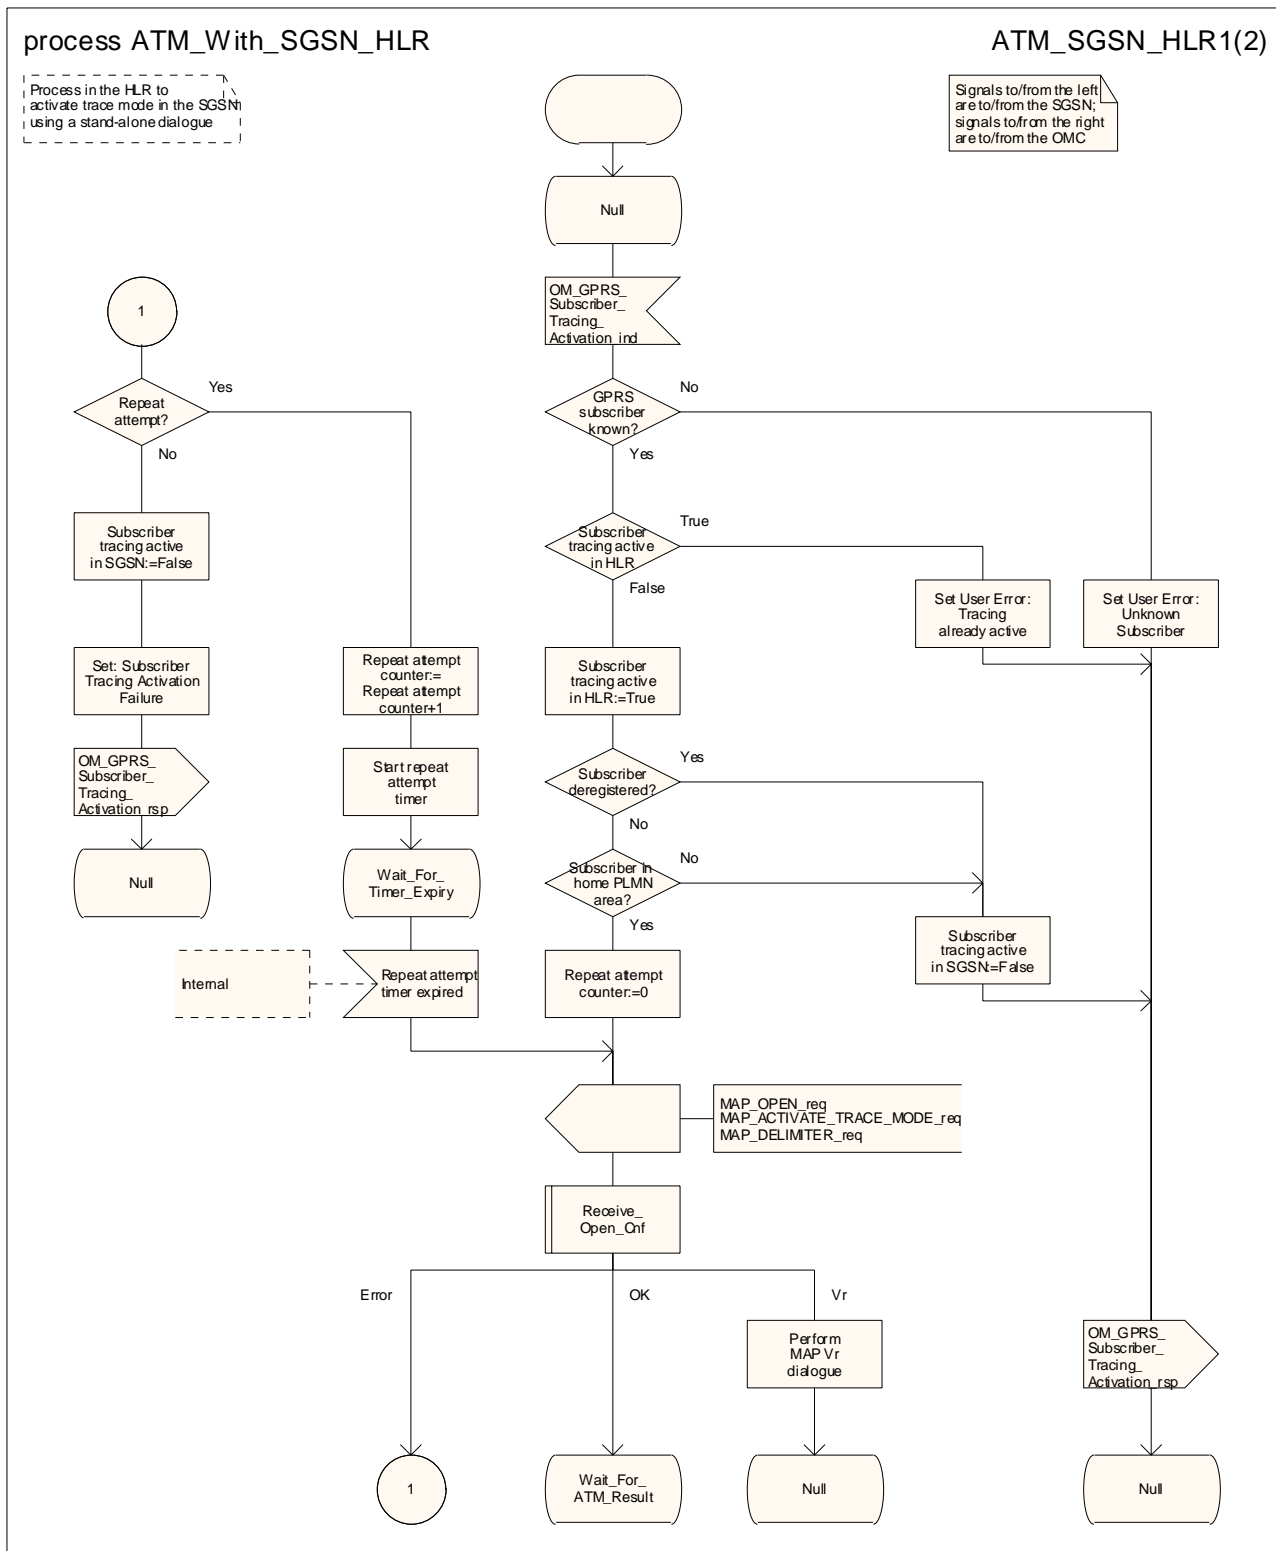 process ATM_With_SGSN_HLR
ATM_SGSN_HLR1(2)
Process in the HLR to
activate trace mode in the SGSN
using a stand-alone dialogue
Signals to/from the left
are to/from the SGSN;
signals to/from the right
are to/from the OMC
Null
OM_GPRS_
Subscriber_
Tracing_
Activation_ind
1
Yes
Repeat
attempt?
No
No
GPRS
subscriber
known?
Yes
Subscriber
tracing active
in SGSN:=False
True
Subscriber
tracing active
in HLR
False
Set User Error:
Tracing
already active
Set User Error:
Unknown
Subscriber
Set: Subscriber
Tracing Activation
Failure
Repeat attempt
counter:=
Repeat attempt
counter+1
Subscriber
tracing active
in HLR:=True
OM_GPRS_
Subscriber_
Tracing_
Activation_rsp
Start repeat
attempt
timer
Yes
Subscriber
deregistered?
No
Null
Wait_For_
Timer_Expiry
No
Subscriber in
home PLMN
area?
Yes
Subscriber
tracing active
in SGSN:=False
Internal
Repeat attempt
timer expired
Repeat attempt
counter:=0
MAP_OPEN_req
MAP_ACTIVATE_TRACE_MODE_req
MAP_DELIMITER_req
Receive_
Open_Cnf
Error
OK
Vr
Perform
MAP Vr
dialogue
OM_GPRS_
Subscriber_
Tracing_
Activation_rsp
1
Wait_For_
ATM_Result
Null
Null